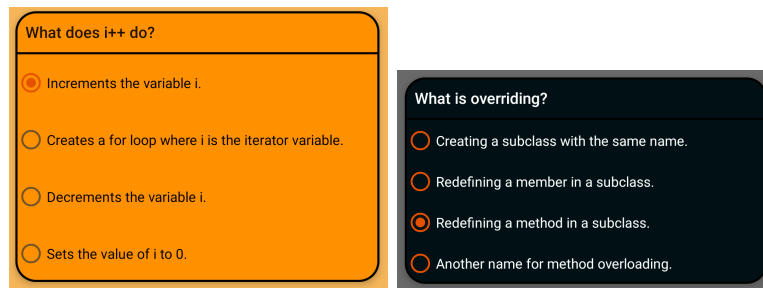 What does i++ do?
Increments the variable i.
Creates a for loop where i is the iterator variable.
Decrements the variable i.
Sets the value of i to 0.
What is overriding?
Creating a subclass with the same name.
Redefining a member in a subclass.
Redefining a method in a subclass.
Another name for method overloading.